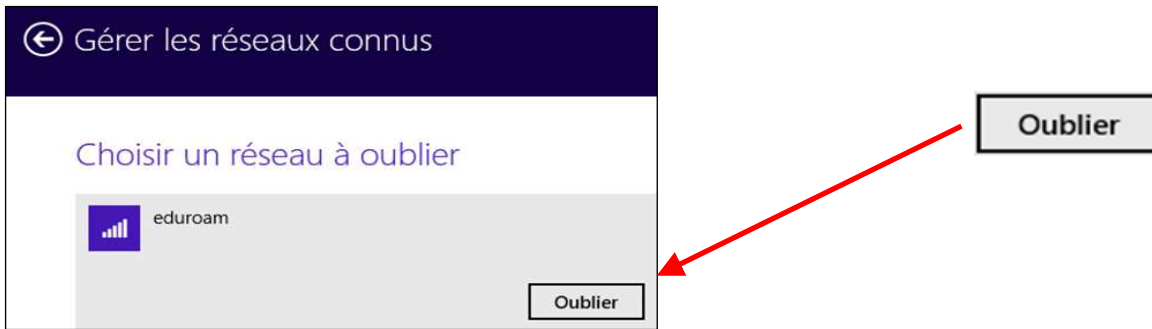 Gérer les réseaux connus
Choisir un réseau à oublier
eduroam
Oublier
Oublier